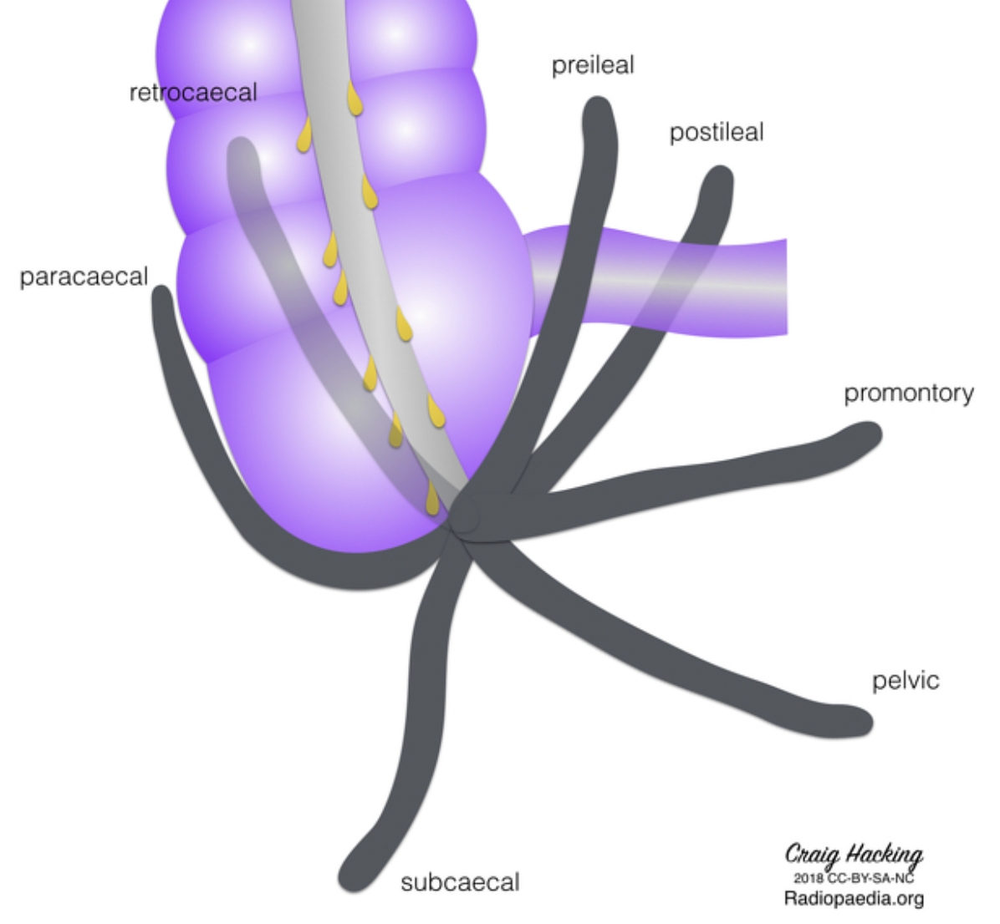 preileal
retrocaecal
postileal
paracaecal
promontory
pelvic
subcaecal
Craig Hacking
2018 CC-BY-SA-NC
Radiopaedia.org